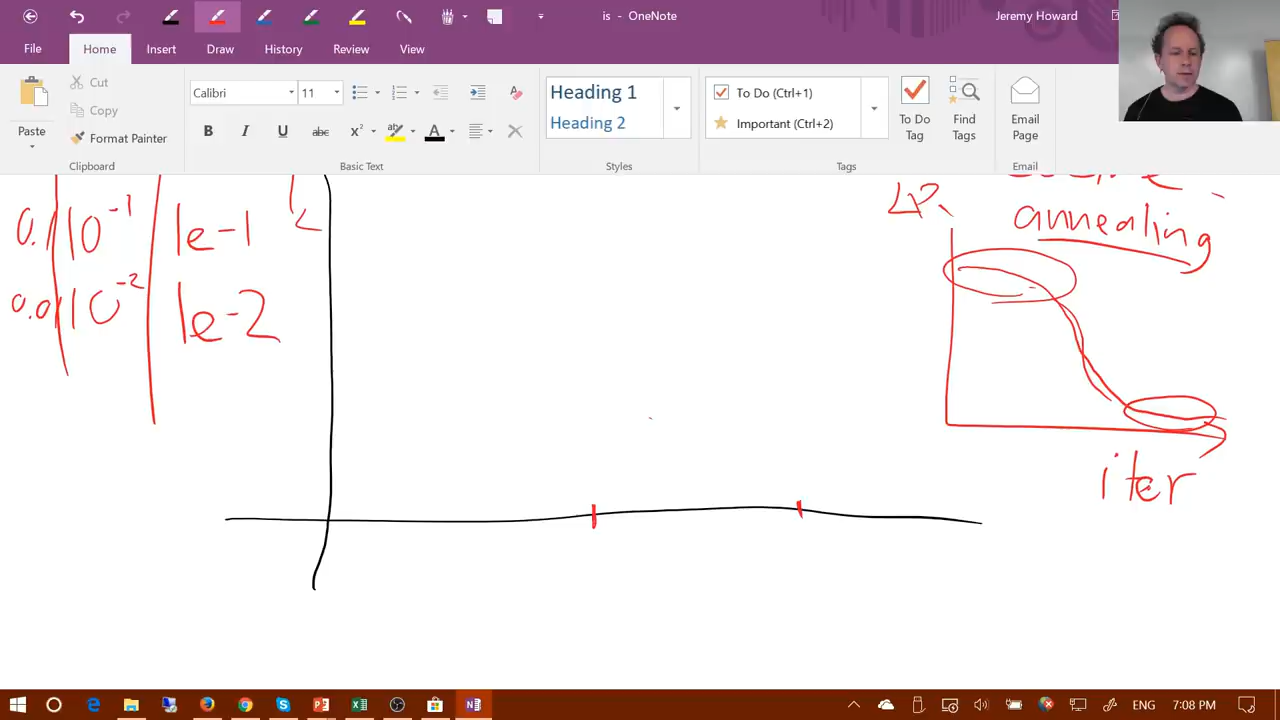 is - OneNote
Jeremy Howard
File
Home
Insert
Draw
History
Review
View
Paste
Cut
Copy
Format Painter
Clipboard
Calibri
11
B I U abc x²
A
Basic Text
Heading 1
Heading 2
Styles
To Do (Ctrl+1)
Important (Ctrl+2)
Tags
To Do
Tag
Find
Tags
Email
Page
Email
0.1 10⁻¹ 1e-1
10⁻² 1e-2
annealing
iter
ENG
7:08 PM